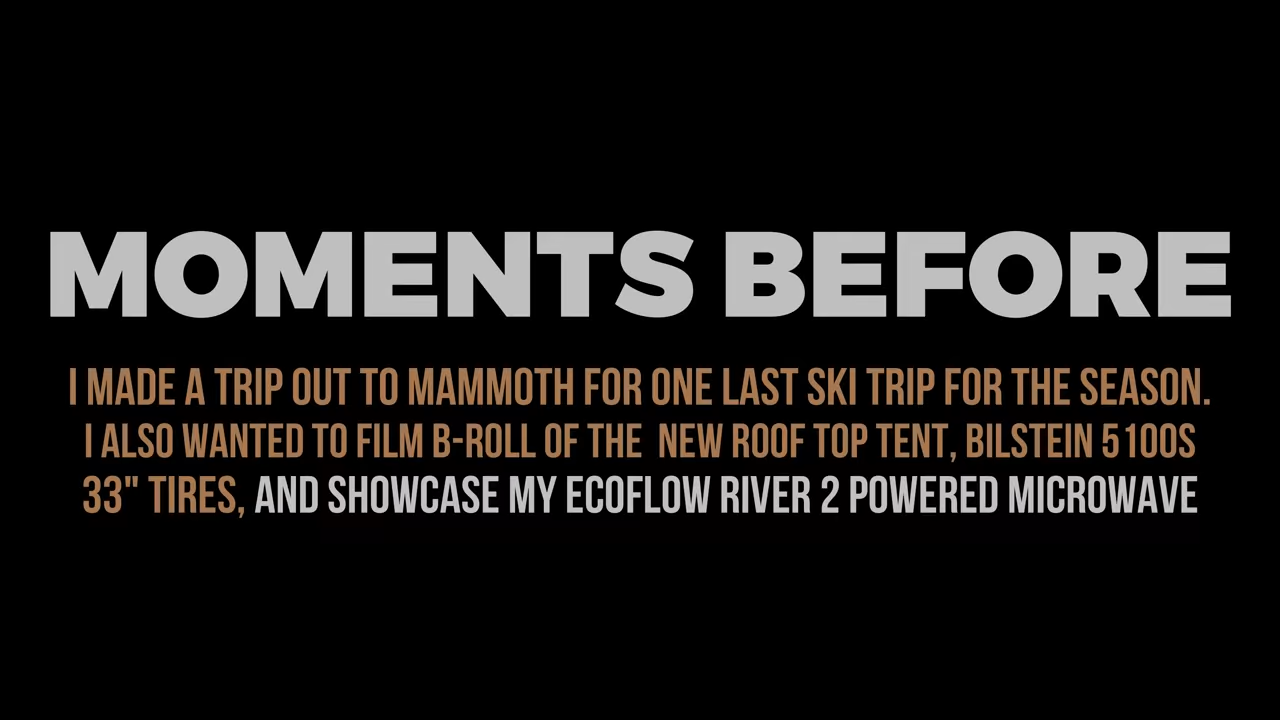 MOMENTS BEFORE
I MADE A TRIP OUT TO MAMMOTH FOR ONE LAST SKI TRIP FOR THE SEASON.
I ALSO WANTED TO FILM B-ROLL OF THE  NEW ROOF TOP TENT, BILSTEIN 5100S
33" TIRES, AND SHOWCASE MY ECOFLOW RIVER 2 POWERED MICROWAVE